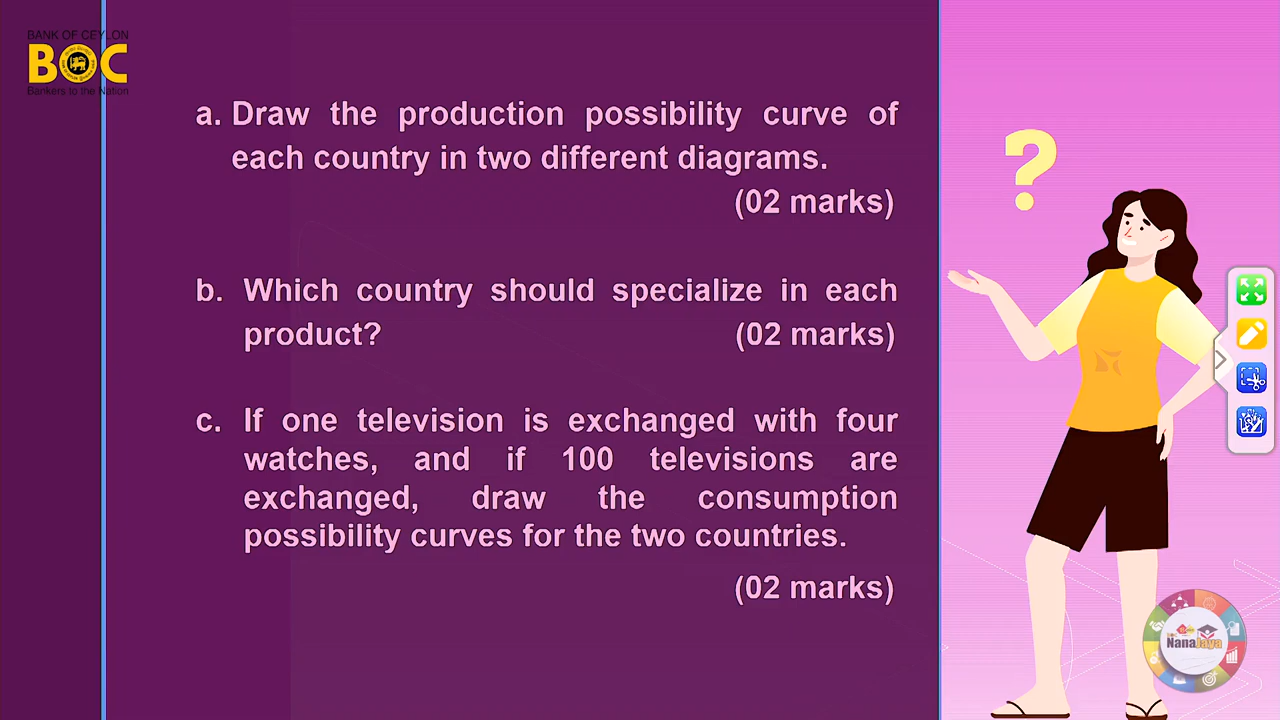 BANK OF CEYLON
BOC
Bankers to the Nation
a. Draw the production possibility curve of
each country in two different diagrams.
(02 marks)
b. Which country should specialize in each
product? (02 marks)
c. If one television is exchanged with four
watches, and if 100 televisions are
exchanged, draw the consumption
possibility curves for the two countries.
(02 marks)
?
NanaJaya